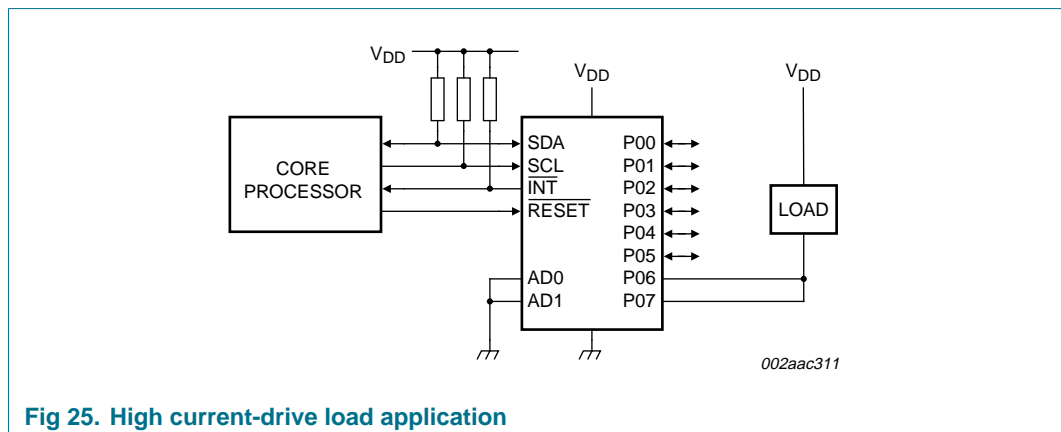 VDD
VDD
VDD
CORE
PROCESSOR
SDA
SCL
INT
RESET
AD0
AD1
P00
P01
P02
P03
P04
P05
P06
P07
LOAD
002aac311
Fig 25. High current-drive load application